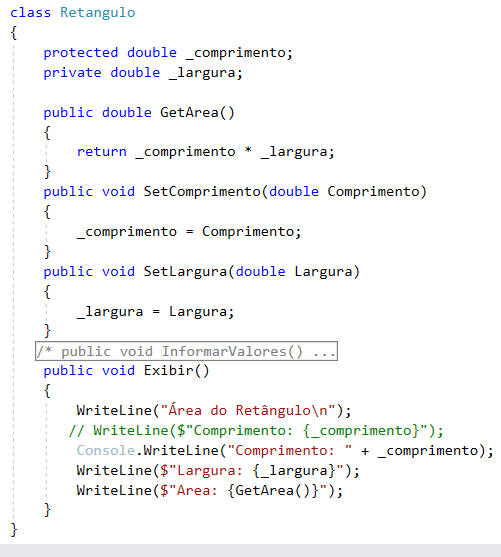 class Retangulo
{
    protected double _comprimento;
    private double _largura;

    public double GetArea()
    {
        return _comprimento * _largura;
    }
    public void SetComprimento(double Comprimento)
    {
        _comprimento = Comprimento;
    }
    public void SetLargura(double Largura)
    {
        _largura = Largura;
    }
    /* public void InformarValores() ...
    public void Exibir()
    {
        WriteLine("Área do Retângulo\n");
       // WriteLine($"Comprimento: {_comprimento}");
        Console.WriteLine("Comprimento: " + _comprimento);
        WriteLine($"Largura: {_largura}");
        WriteLine($"Area: {GetArea()}");
    }
}